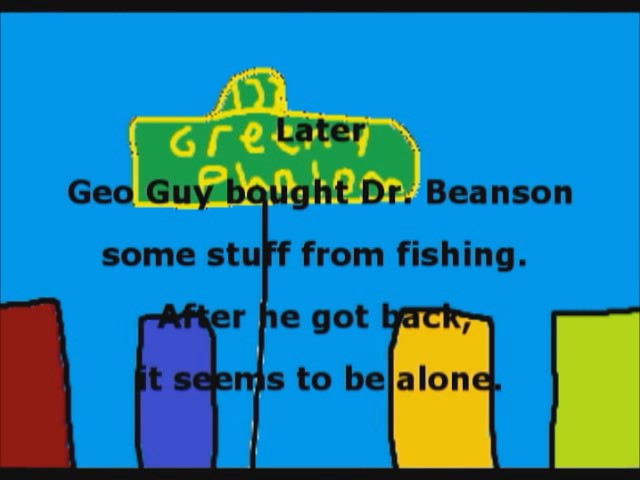 Later
Geo Guy bought Dr. Beanson
some stuff from fishing.
After he got back,
it seems to be alone.